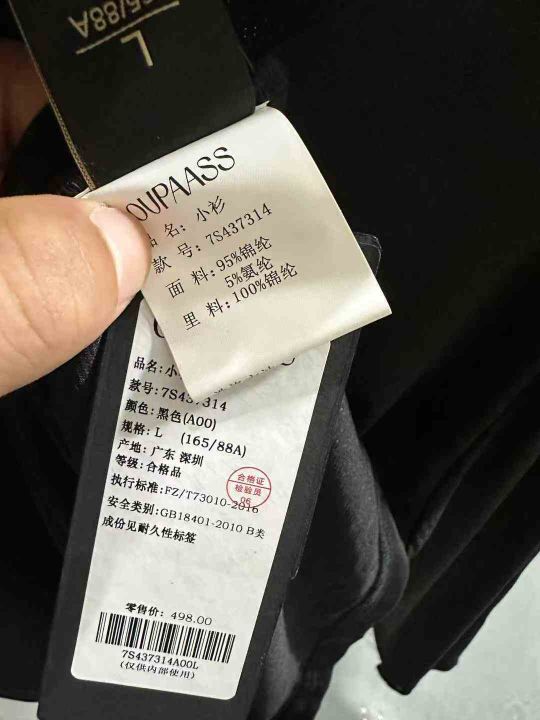 L
165/88A
OUPAASS
品名：小衫
款号：7S437314
面料：95%锦纶
5%氨纶
里料：100%锦纶
品名：小
款号：7S437314
颜色：黑色(A00)
规格：L (165/88A)
产地：广东 深圳
等级：合格品
执行标准：FZ/T73010-2016
安全类别：GB18401-2010 B类
成份见耐久性标签
合格证
检验员
06
零售价：498.00
7S437314A00L
(仅供内部使用)